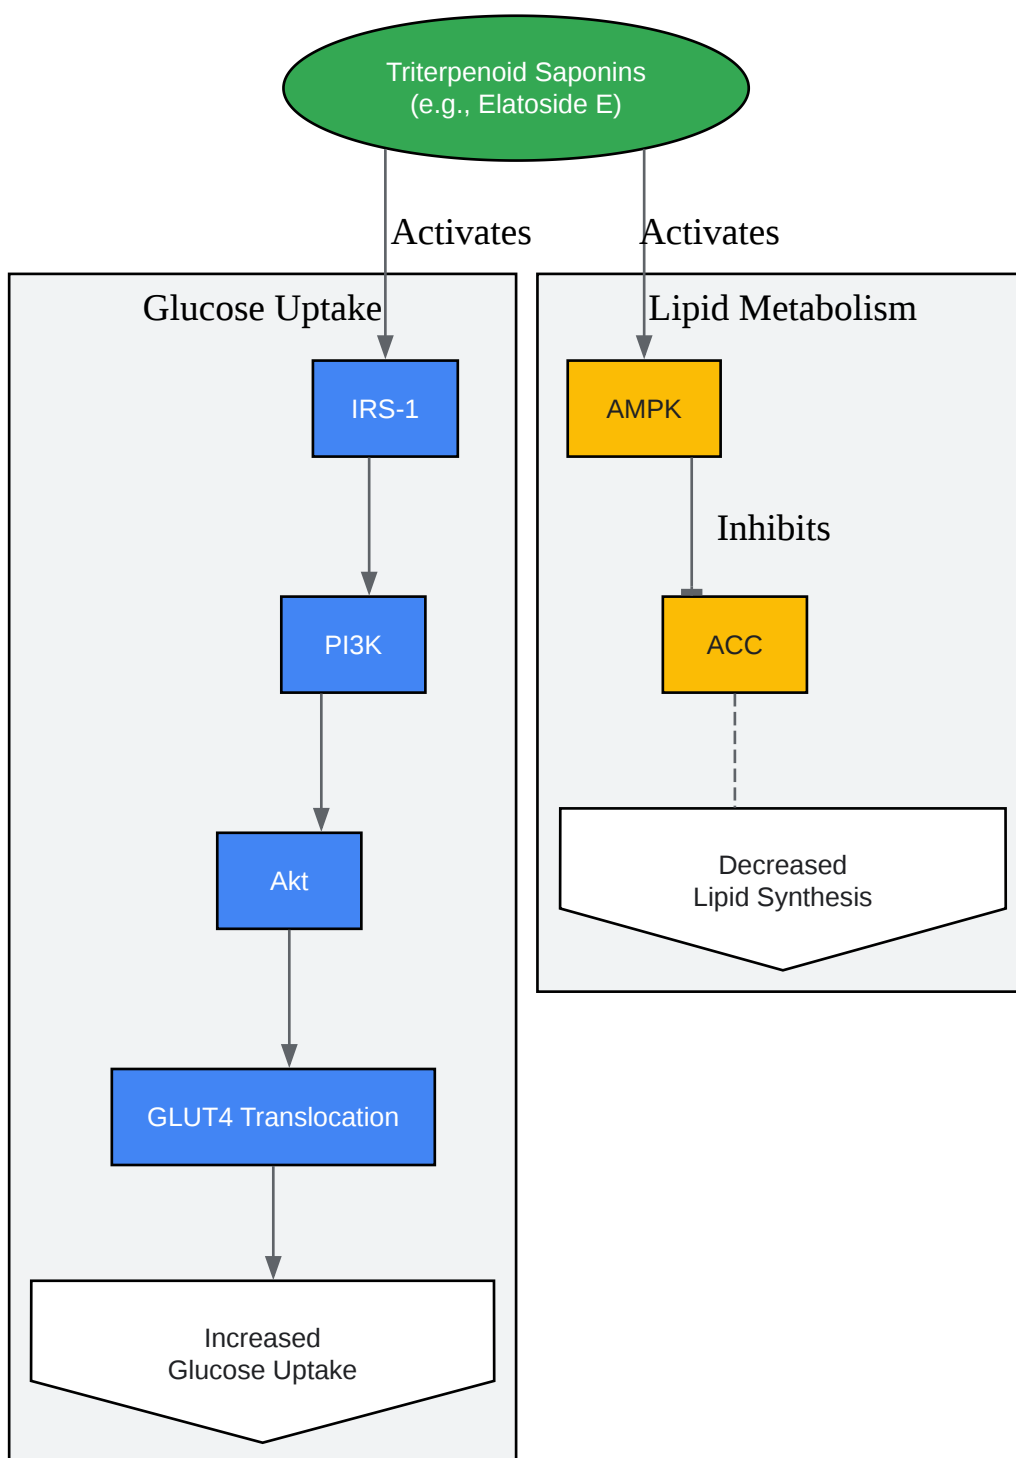 Triterpenoid Saponins
(e.g., Elatoside E)
Activates
Activates
Glucose Uptake
Lipid Metabolism
IRS-1
AMPK
Inhibits
PI3K
ACC
Decreased
Lipid Synthesis
Akt
GLUT4 Translocation
Increased
Glucose Uptake